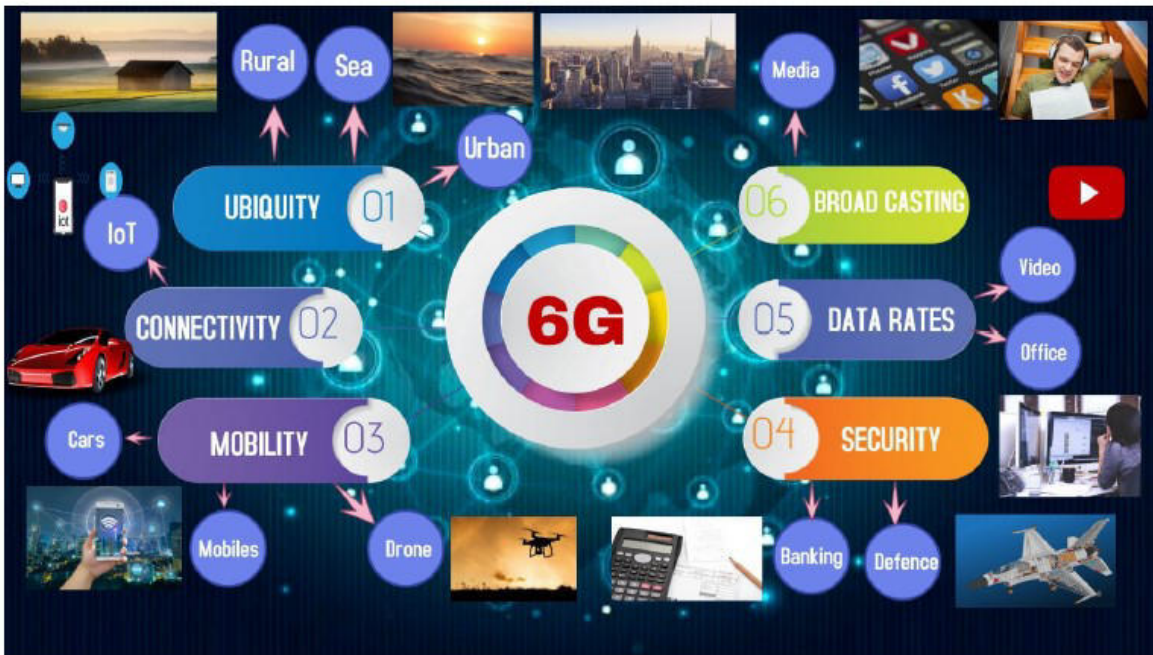 Rural
Sea
Urban
Media
UBIQUITY 01
06 BROAD CASTING
IoT
iot
CONNECTIVITY 02
6G
05 DATA RATES
Video
Office
Cars
MOBILITY 03
04 SECURITY
Mobiles
Drone
Banking
Defence